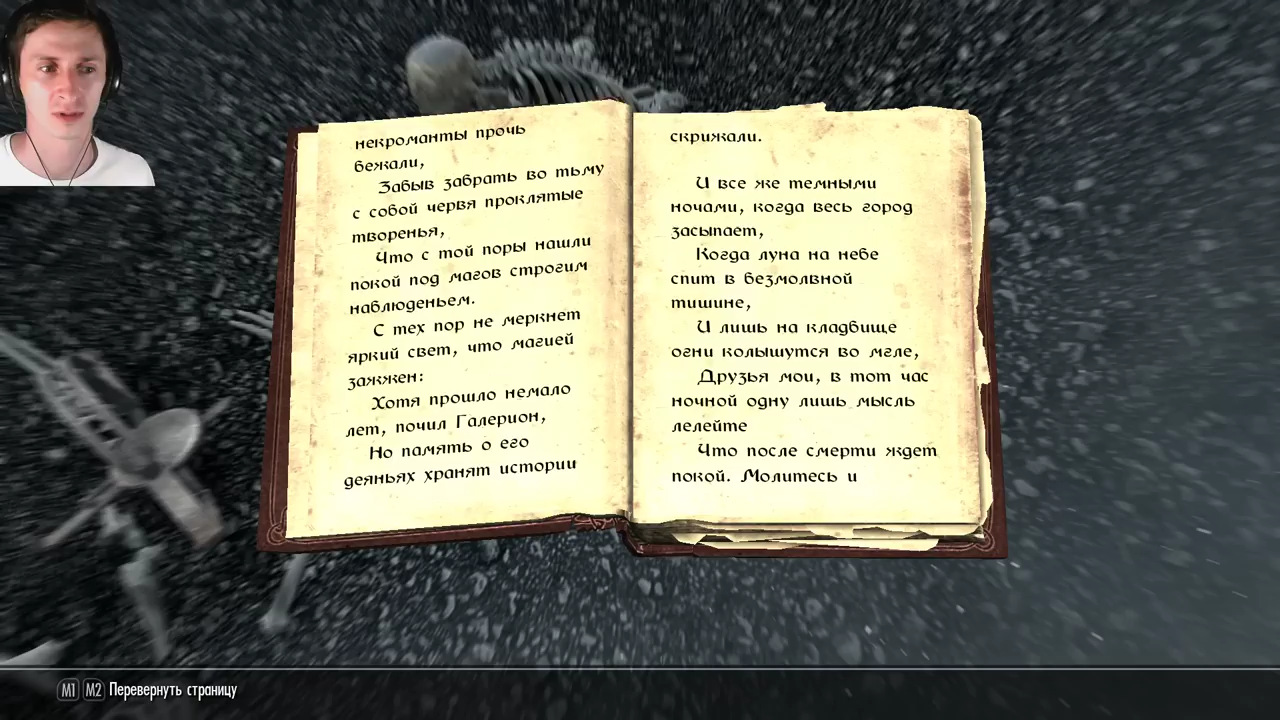 некроманты прочь
бежали,
Забыв забрать во тьму
с собой червя проклятые
творенья,
Что с той поры нашли
покой под магов строгим
наблюденьем.
С тех пор не меркнет
яркий свет, что магией
зажжен:
Хотя прошло немало
лет, почил Галерион,
Но память о его
деяньях хранят истории
скрижали.
И все же темными
ночами, когда весь город
засыпает,
Когда луна на небе
спит в безмолвной
тишине,
И лишь на кладбище
огни колышутся во мгле,
Друзья мои, в тот час
ночной одну лишь мысль
лелейте
Что после смерти ждет
покой. Молитесь и
M1 M2 Перевернуть страницу